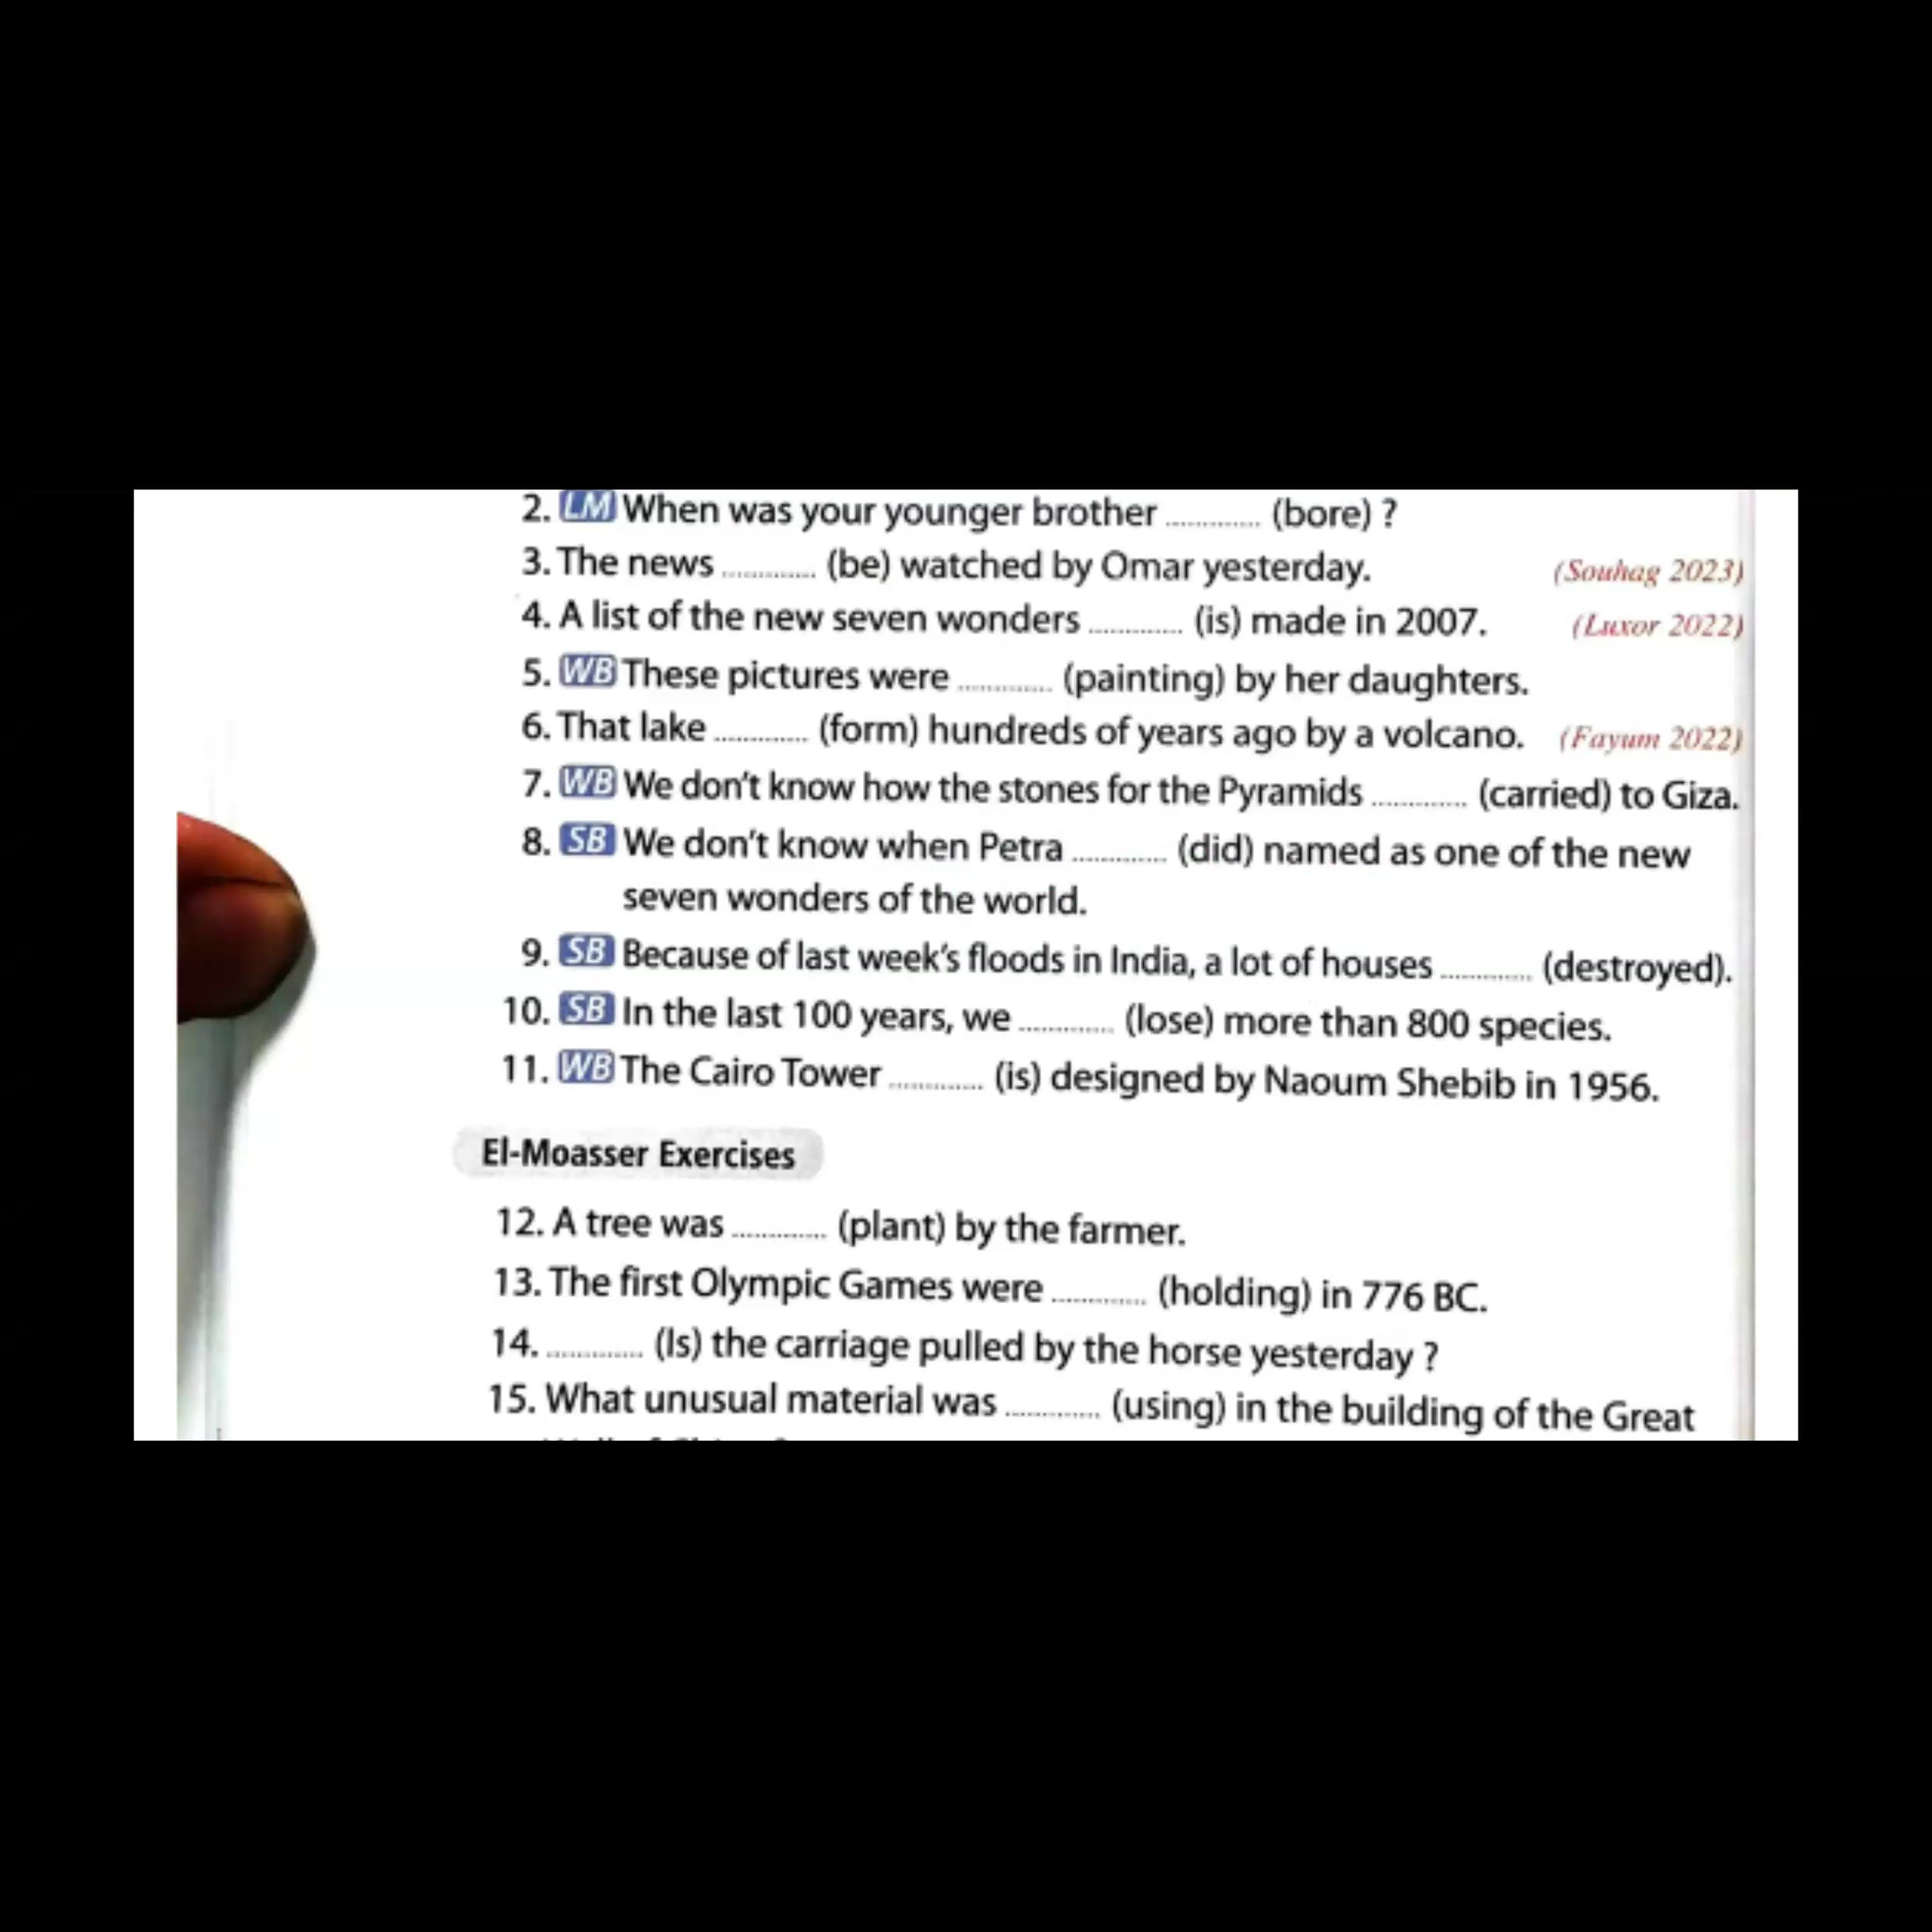 2. LM When was your younger brother ............. (bore) ?
3. The news ............. (be) watched by Omar yesterday. (Souhag 2023)
4. A list of the new seven wonders ............. (is) made in 2007. (Luxor 2022)
5. WB These pictures were ............. (painting) by her daughters.
6. That lake ............. (form) hundreds of years ago by a volcano. (Fayum 2022)
7. WB We don't know how the stones for the Pyramids ............. (carried) to Giza.
8. SB We don't know when Petra ............. (did) named as one of the new
seven wonders of the world.
9. SB Because of last week's floods in India, a lot of houses ............. (destroyed).
10. SB In the last 100 years, we ............. (lose) more than 800 species.
11. WB The Cairo Tower ............. (is) designed by Naoum Shebib in 1956.
El-Moasser Exercises
12. A tree was ............. (plant) by the farmer.
13. The first Olympic Games were ............. (holding) in 776 BC.
14. ............. (Is) the carriage pulled by the horse yesterday ?
15. What unusual material was ............. (using) in the building of the Great